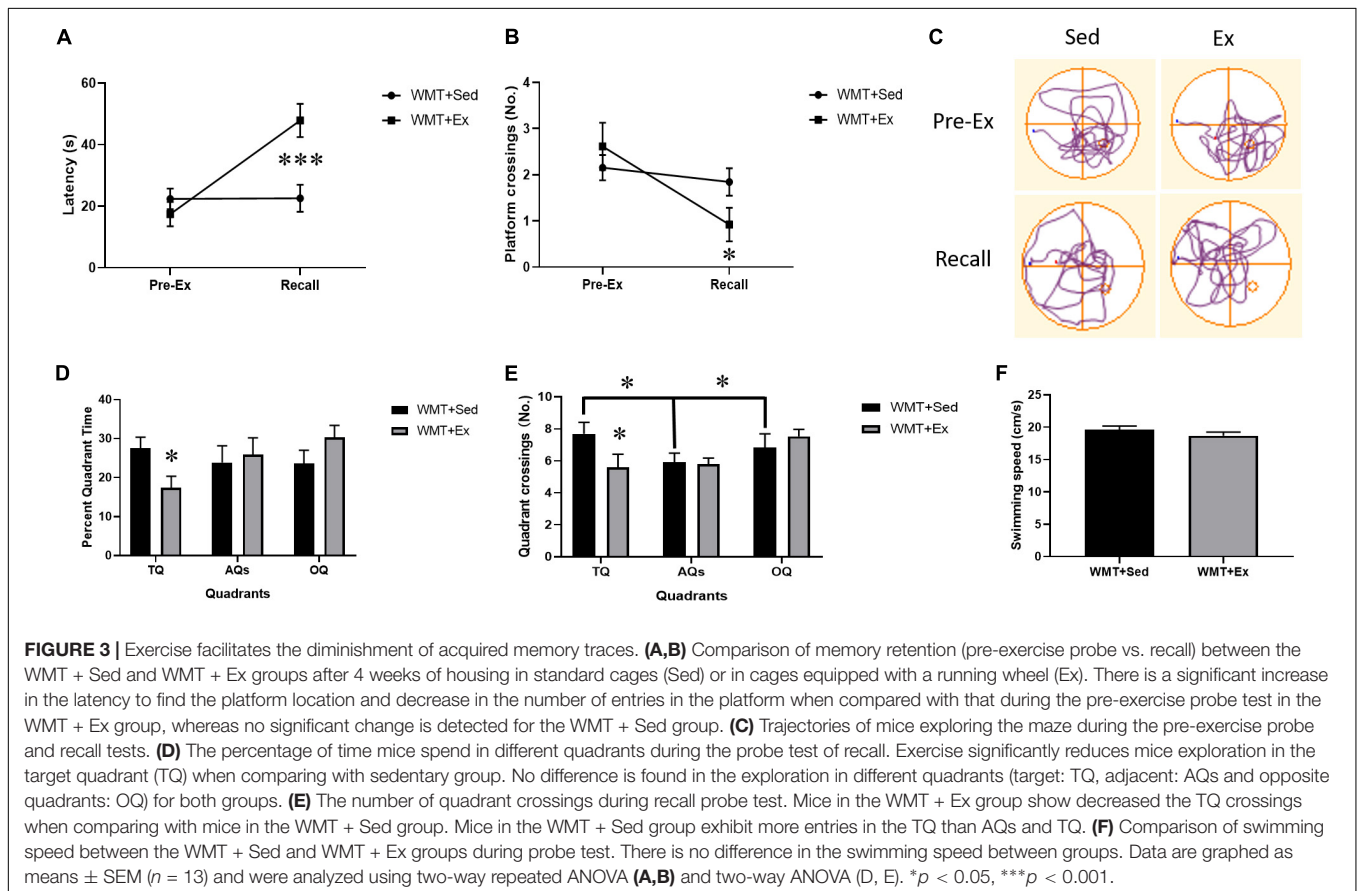 A
B
C
Sed
Ex
60
40
20
0
Latency (s)
Pre-Ex
Recall
***
WMT+Sed
WMT+Ex
4
3
2
1
0
Platform crossings (No.)
Pre-Ex
Recall
*
WMT+Sed
WMT+Ex
Pre-Ex
Recall
D
E
F
40
30
20
10
0
Percent Quadrant Time
*
TQ
AQs
OQ
Quadrants
WMT+Sed
WMT+Ex
10
8
6
4
2
0
Quadrant crossings (No.)
*
*
*
TQ
AQs
OQ
Quadrants
WMT+Sed
WMT+Ex
25
20
15
10
5
0
Swimming speed (cm/s)
WMT+Sed
WMT+Ex
FIGURE 3 | Exercise facilitates the diminishment of acquired memory traces. (A,B) Comparison of memory retention (pre-exercise probe vs. recall) between the
WMT + Sed and WMT + Ex groups after 4 weeks of housing in standard cages (Sed) or in cages equipped with a running wheel (Ex). There is a significant increase
in the latency to find the platform location and decrease in the number of entries in the platform when compared with that during the pre-exercise probe test in the
WMT + Ex group, whereas no significant change is detected for the WMT + Sed group. (C) Trajectories of mice exploring the maze during the pre-exercise probe
and recall tests. (D) The percentage of time mice spend in different quadrants during the probe test of recall. Exercise significantly reduces mice exploration in the
target quadrant (TQ) when comparing with sedentary group. No difference is found in the exploration in different quadrants (target: TQ, adjacent: AQs and opposite
quadrants: OQ) for both groups. (E) The number of quadrant crossings during recall probe test. Mice in the WMT + Ex group show decreased the TQ crossings
when comparing with mice in the WMT + Sed group. Mice in the WMT + Sed group exhibit more entries in the TQ than AQs and TQ. (F) Comparison of swimming
speed between the WMT + Sed and WMT + Ex groups during probe test. There is no difference in the swimming speed between groups. Data are graphed as
means ± SEM (n = 13) and were analyzed using two-way repeated ANOVA (A,B) and two-way ANOVA (D, E). *p < 0.05, ***p < 0.001.